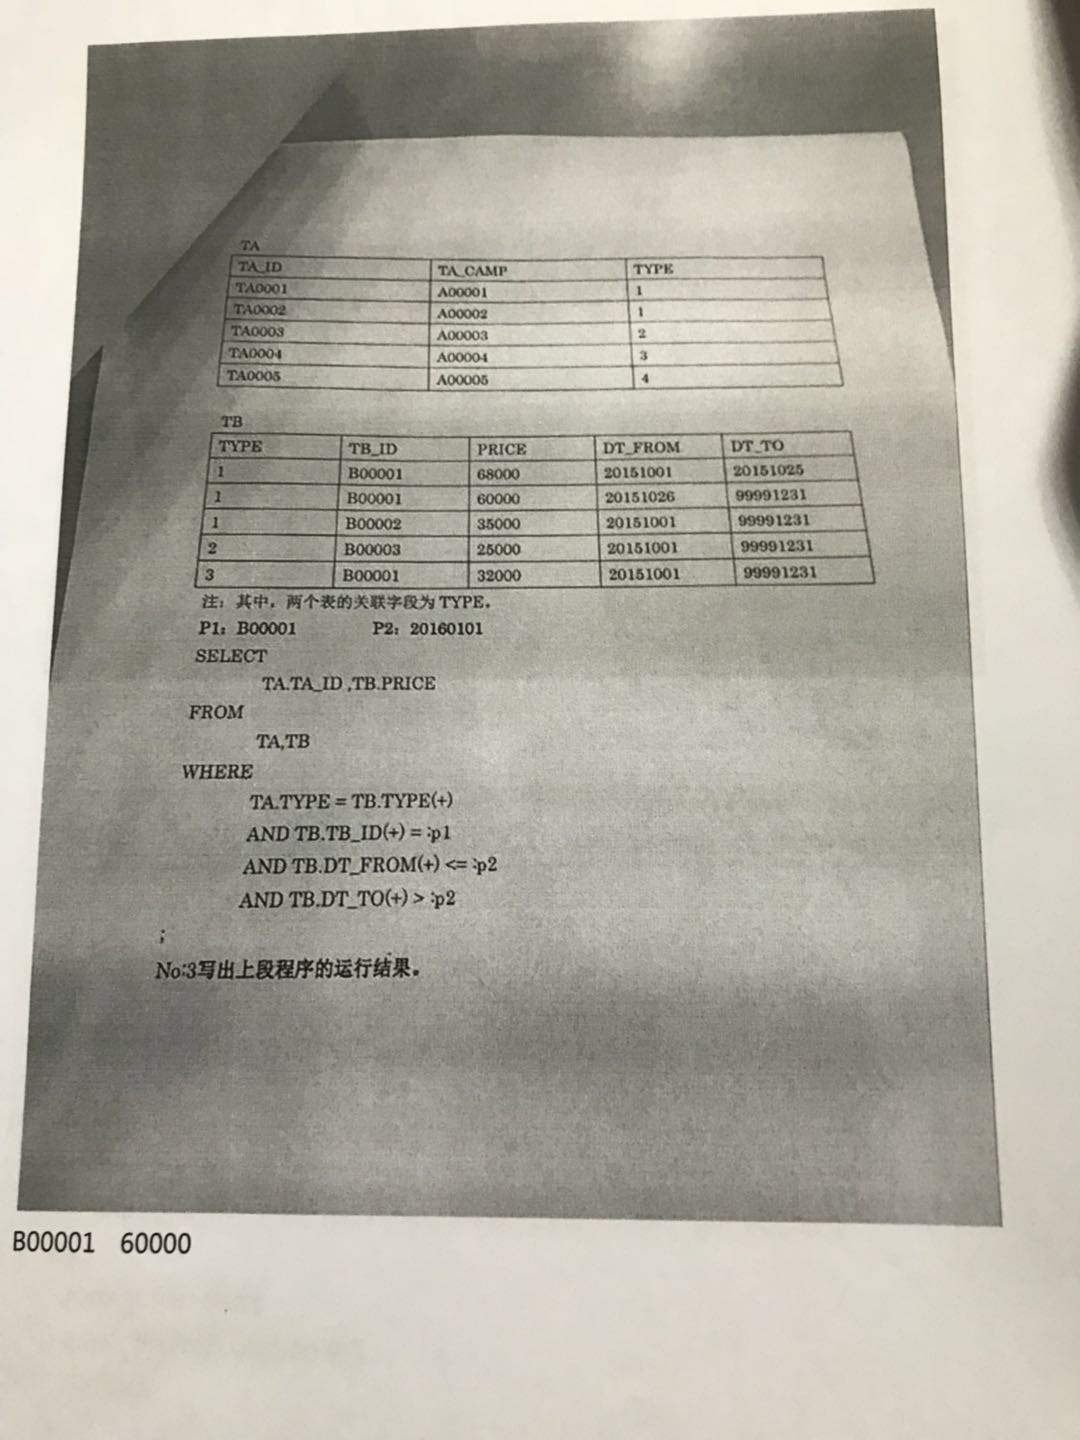 TA
TA_ID TA_CAMP TYPE
TA0001 A00001 1
TA0002 A00002 1
TA0003 A00003 2
TA0004 A00004 3
TA0005 A00005 4
TB
TYPE TB_ID PRICE DT_FROM DT_TO
1 B00001 68000 20151001 20151025
1 B00001 60000 20151026 99991231
1 B00002 35000 20151001 99991231
2 B00003 25000 20151001 99991231
3 B00001 32000 20151001 99991231
注：其中，两个表的关联字段为 TYPE。
P1：B00001 P2：20160101
SELECT
TA.TA_ID ,TB.PRICE
FROM
TA,TB
WHERE
TA.TYPE = TB.TYPE(+)
AND TB.TB_ID(+) = :p1
AND TB.DT_FROM(+) <= :p2
AND TB.DT_TO(+) > :p2
;
No:3写出上段程序的运行结果。
B00001 60000